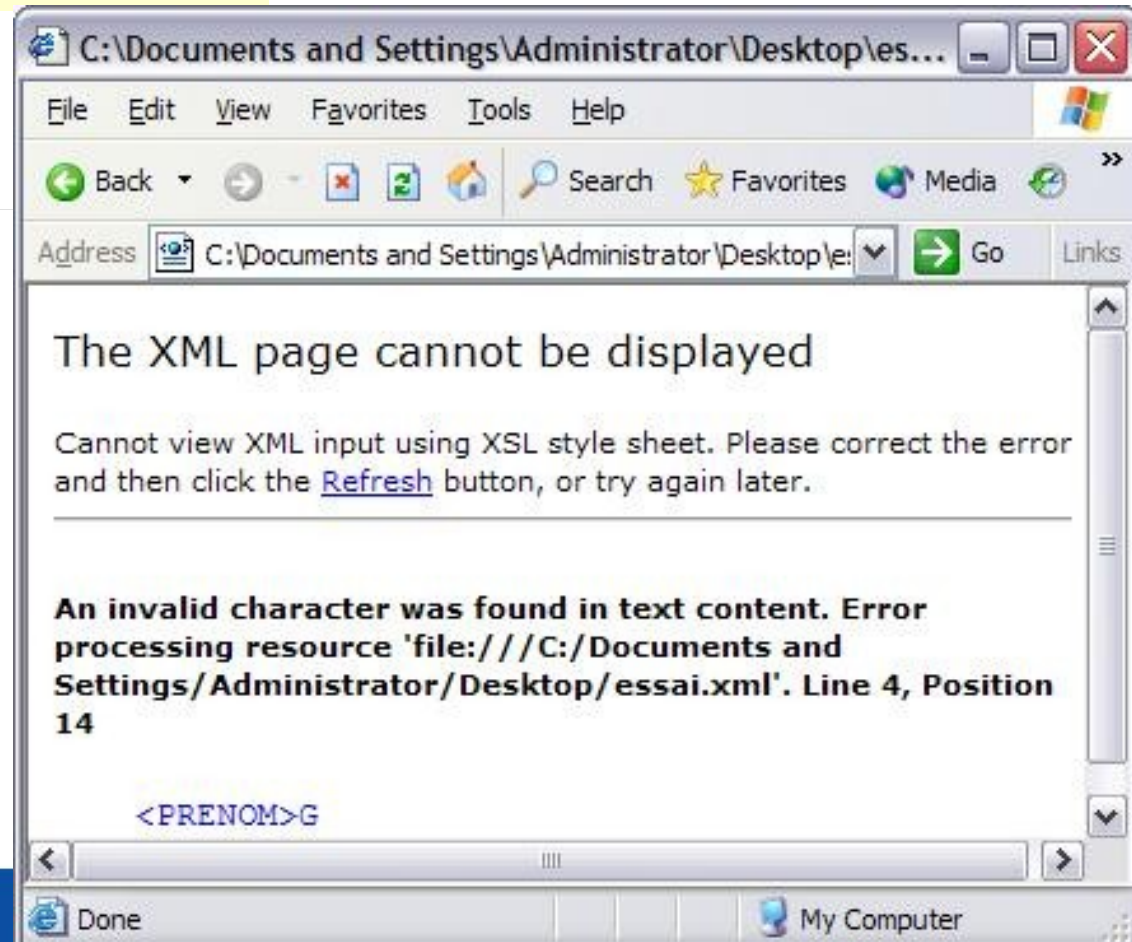 C:\Documents and Settings\Administrator\Desktop\es...
File Edit View Favorites Tools Help
Back Search Favorites Media »
Address C:\Documents and Settings\Administrator\Desktop\e Go Links
The XML page cannot be displayed
Cannot view XML input using XSL style sheet. Please correct the error
and then click the Refresh button, or try again later.
An invalid character was found in text content. Error
processing resource 'file:///C:/Documents and
Settings/Administrator/Desktop/essai.xml'. Line 4, Position
14
<PRENOM>G
Done My Computer